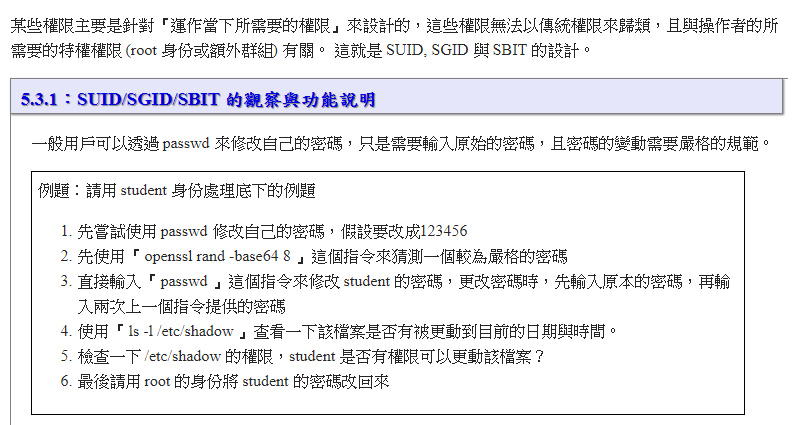 某些權限主要是針對『運作當下所需要的權限』來設計的，這些權限無法以傳統權限來歸類，且與操作者的所
需要的特權權限 (root 身份或額外群組) 有關。 這就是 SUID, SGID 與 SBIT 的設計。
5.3.1：SUID/SGID/SBIT 的觀察與功能說明
一般用戶可以透過 passwd 來修改自己的密碼，只是需要輸入原始的密碼，且密碼的變動需要嚴格的規範。
例題：請用 student 身份處理底下的例題
1. 先嘗試使用 passwd 修改自己的密碼，假設要改成123456
2. 先使用『 openssl rand -base64 8 』這個指令來猜測一個較為嚴格的密碼
3. 直接輸入『 passwd 』這個指令來修改 student 的密碼，更改密碼時，先輸入原本的密碼，再輸
入兩次上一個指令提供的密碼
4. 使用『 ls -l /etc/shadow 』查看一下該檔案是否有被更動到目前的日期與時間。
5. 檢查一下 /etc/shadow 的權限，student 是否有權限可以更動該檔案？
6. 最後請用 root 的身份將 student 的密碼改回來